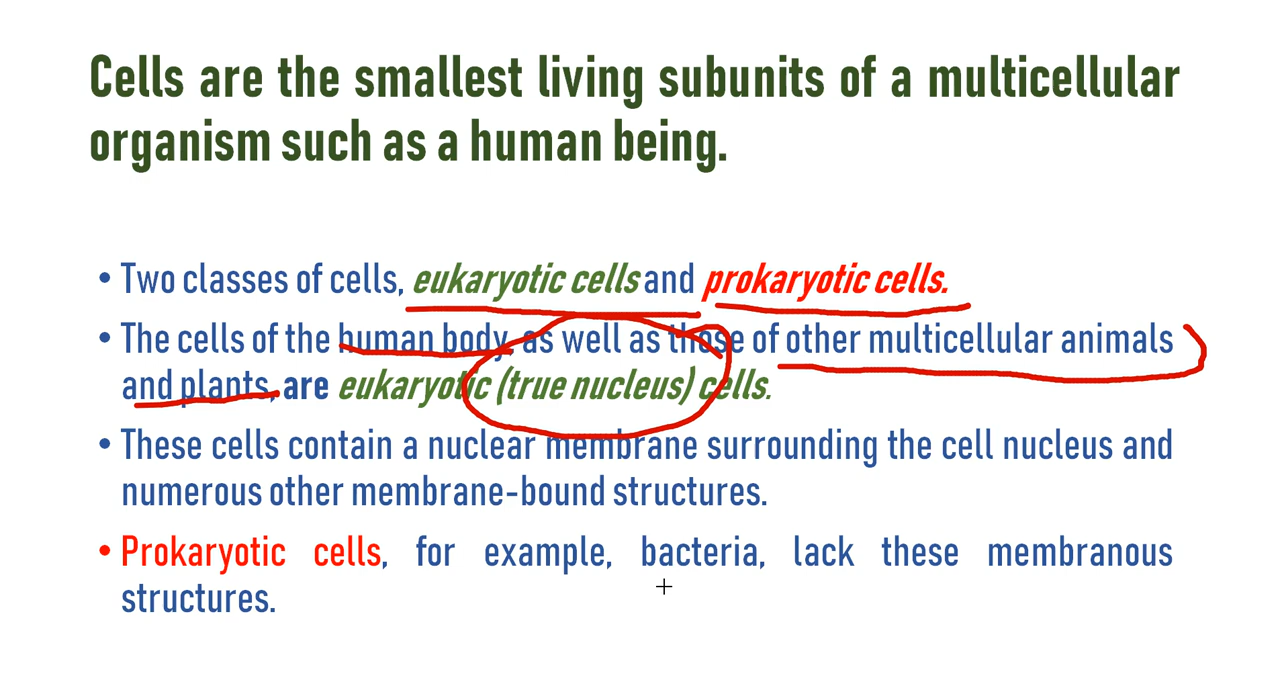 Cells are the smallest living subunits of a multicellular
organism such as a human being.
• Two classes of cells, eukaryotic cells and prokaryotic cells.
• The cells of the human body, as well as those of other multicellular animals
and plants, are eukaryotic (true nucleus) cells.
• These cells contain a nuclear membrane surrounding the cell nucleus and
numerous other membrane-bound structures.
• Prokaryotic cells, for example, bacteria, lack these membranous
structures.